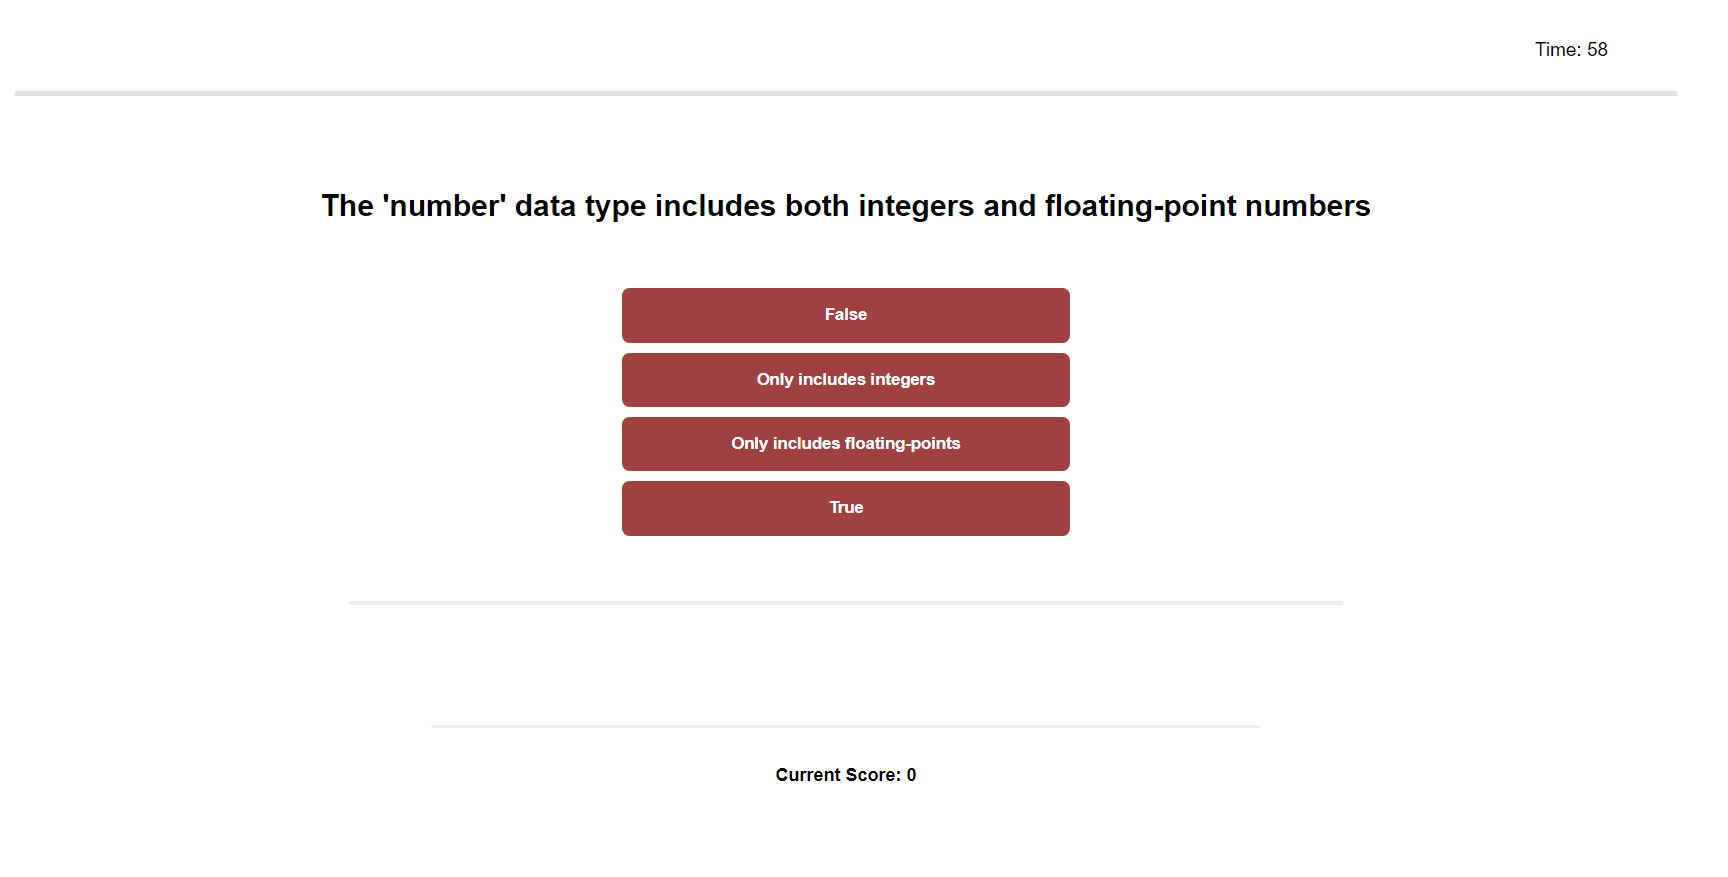 Time: 58
The 'number' data type includes both integers and floating-point numbers
False
Only includes integers
Only includes floating-points
True
Current Score: 0